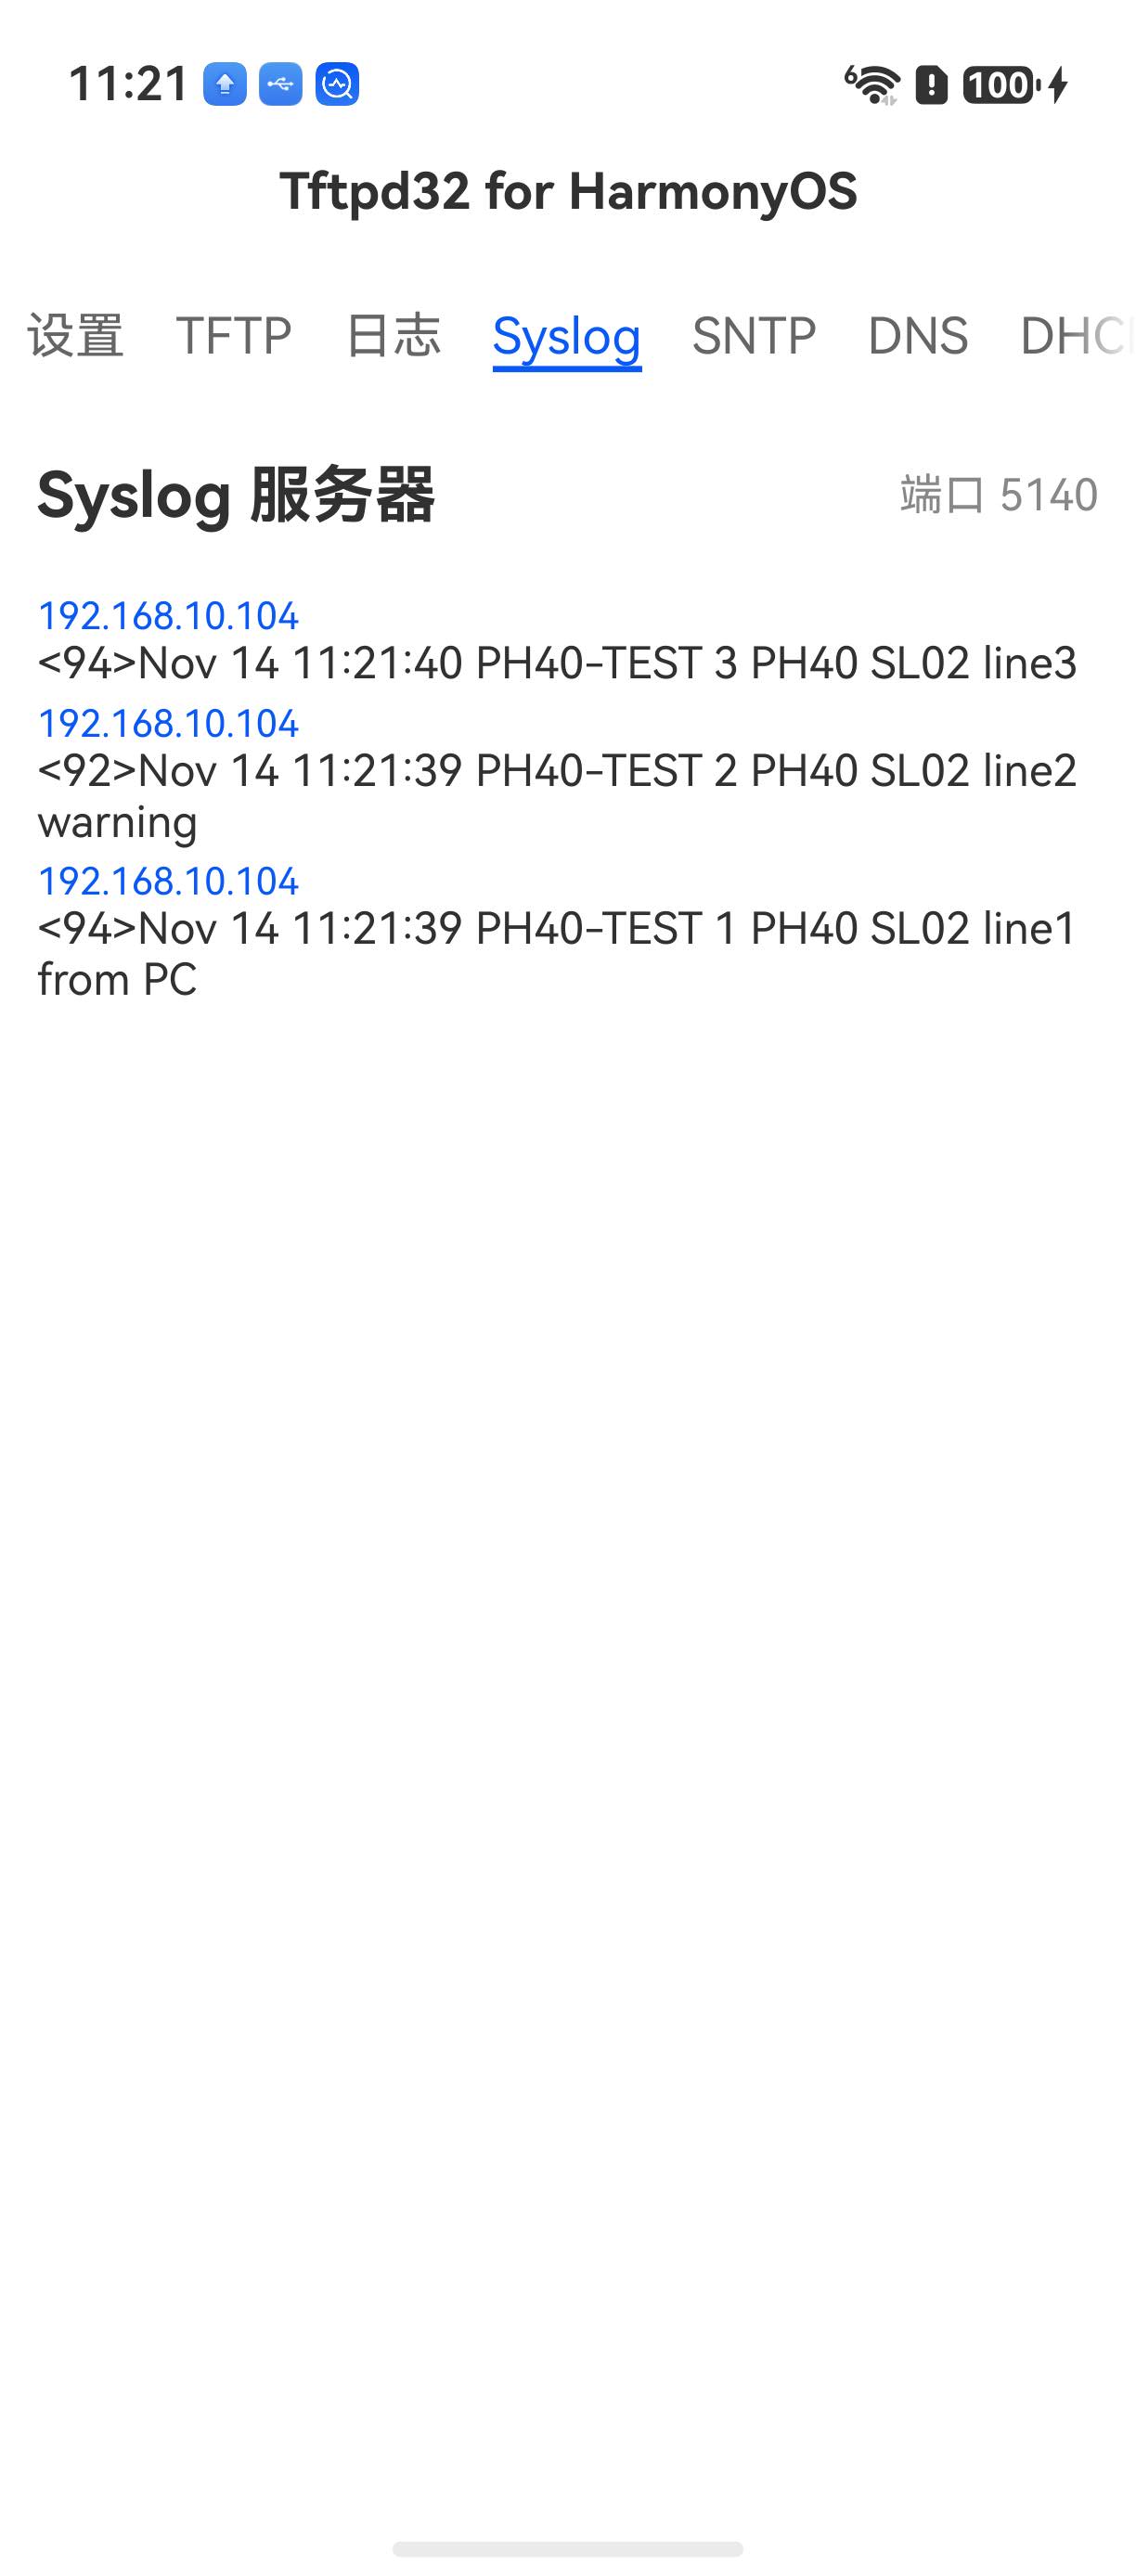 11:21
6
100
Tftpd32 for HarmonyOS
设置 TFTP 日志 Syslog SNTP DNS DHC
Syslog 服务器 端口 5140
192.168.10.104
<94>Nov 14 11:21:40 PH40-TEST 3 PH40 SL02 line3
192.168.10.104
<92>Nov 14 11:21:39 PH40-TEST 2 PH40 SL02 line2
warning
192.168.10.104
<94>Nov 14 11:21:39 PH40-TEST 1 PH40 SL02 line1
from PC